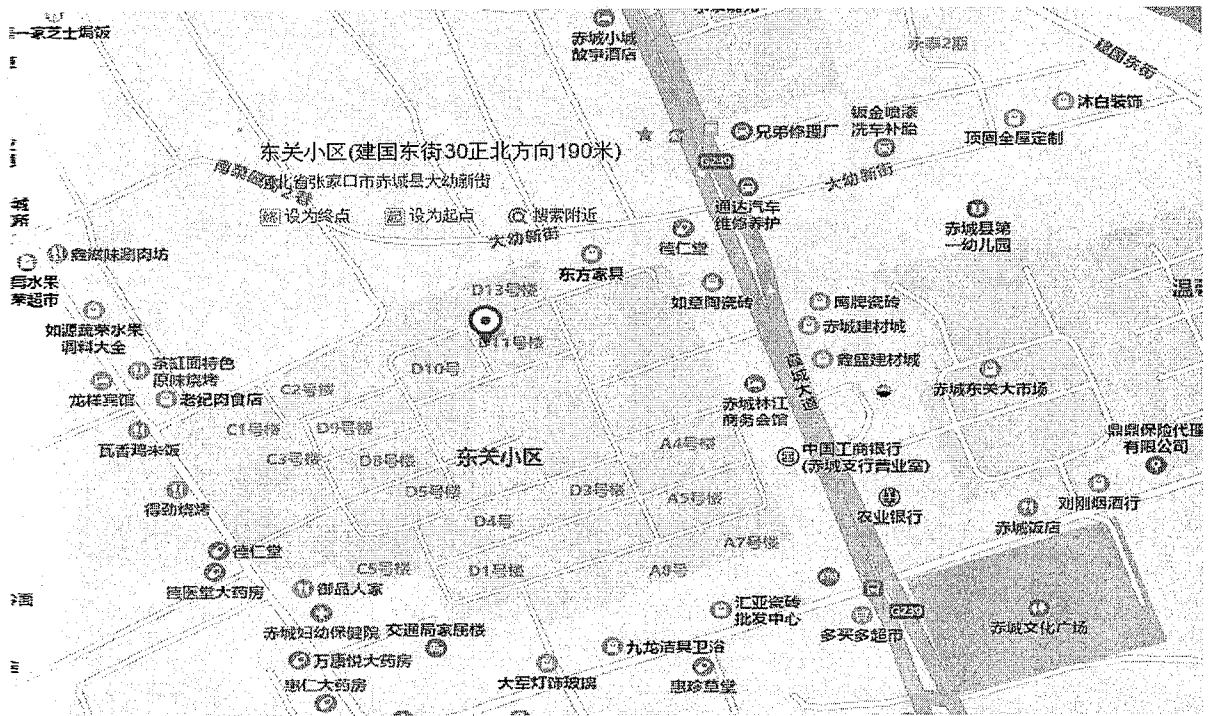 一家芝士焗饭
赤城小城
故事酒店
永泰2期
建国东街
沐白装饰
顶固全屋定制
钣金喷漆
洗车补胎
兄弟修理厂
G239
东关小区(建国东街30正北方向190米)
河北省张家口市赤城县大幼新街
设为终点
设为起点
搜索附近
大幼新街
大幼新街
通达汽车
维修养护
德仁堂
赤城县第
一幼儿园
鑫滋味涮肉坊
东方家具
D13号楼
如意陶瓷砖
鹰牌瓷砖
赤城建材城
鑫盛建材城
如源蔬菜水果
调料大全
D11号楼
D10号
茶缸面特色
原味烧烤
龙祥宾馆
老纪肉食店
C2号楼
赤城林江
商务会馆
赤城东关大市场
瓦香鸡米饭
C1号楼
D9号楼
C3号楼
D8号楼
东关小区
A4号楼
中国工商银行
(赤城支行营业室)
鼎鼎保险代理
有限公司
得劲烧烤
D5号楼
D3号楼
A5号楼
农业银行
刘刚烟酒行
赤城饭店
D4号
A7号楼
德仁堂
德医堂大药房
C5号楼
D1号楼
A8号
御品人家
汇亚瓷砖
批发中心
G239
多买多超市
赤城文化广场
赤城妇幼保健院
交通局家属楼
万康悦大药房
九龙洁具卫浴
惠仁大药房
大军灯饰玻璃
惠珍草堂